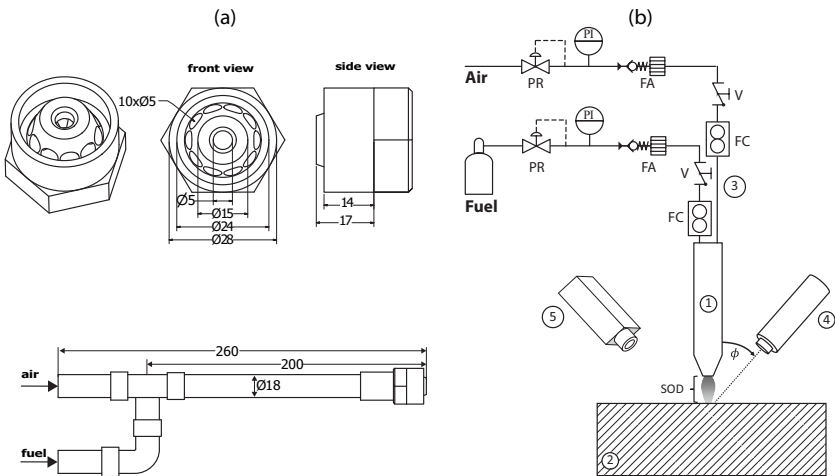 (a)
front view
side view
10xØ5
Ø5
Ø15
Ø24
Ø28
14
17
260
200
air
Ø18
fuel
(b)
PI
Air
PR
FA
V
FC
PI
PR
FA
V
Fuel
3
FC
1
5
4
ϕ
SOD
2